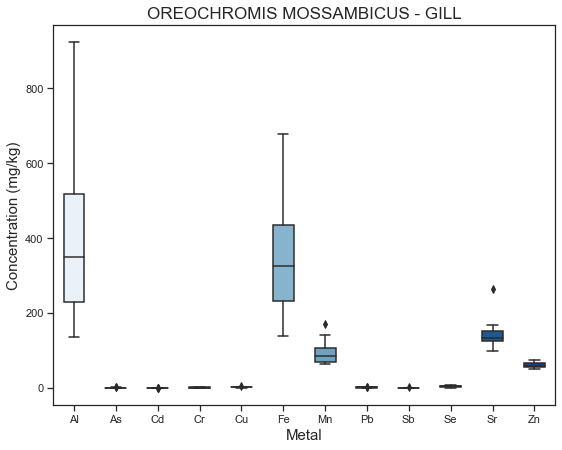 OREOCHROMIS MOSSAMBICUS - GILL
Concentration (mg/kg)
800
600
400
200
0
Al As Cd Cr Cu Fe Mn Pb Sb Se Sr Zn
Metal